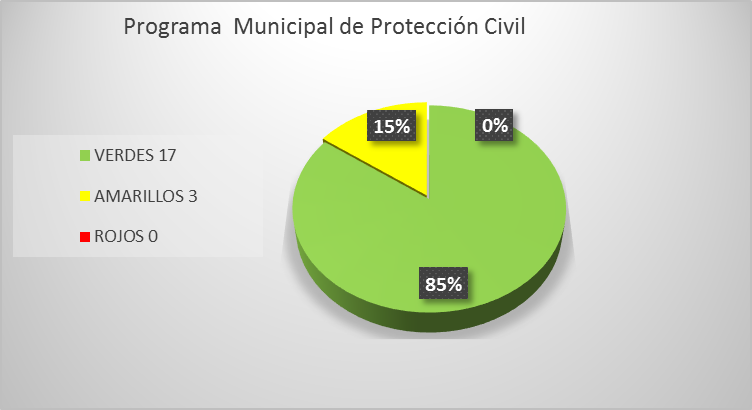 Programa  Municipal de Protección Civil
15%
0%
VERDES 17
AMARILLOS 3
ROJOS 0
85%